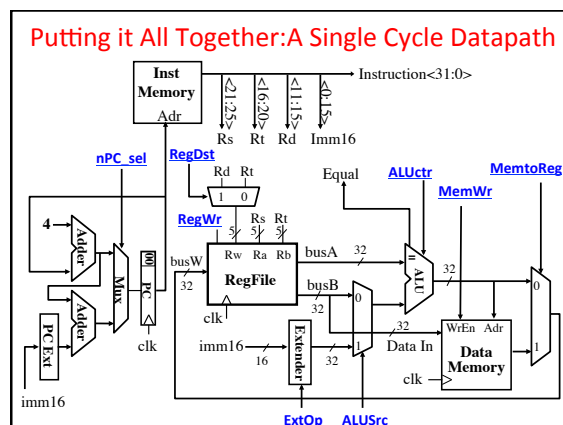 Putting it All Together:A Single Cycle Datapath
Inst
Memory
Adr
Instruction<31:0>
<21:25>
<16:20>
<11:15>
<0:15>
Rs
Rt
Rd
Imm16
nPC_sel
RegDst
Rd
Rt
1
0
Equal
ALUctr
MemWr
MemtoReg
RegWr
5
Rs
5
Rt
5
4
Adder
Mux
00
PC
clk
Adder
PC Ext
imm16
busW
32
Rw
Ra
Rb
RegFile
clk
busA
32
busB
32
=
ALU
32
0
1
imm16
16
Extender
32
32
Data In
WrEn
Adr
Data
Memory
clk
0
1
ExtOp
ALUSrc